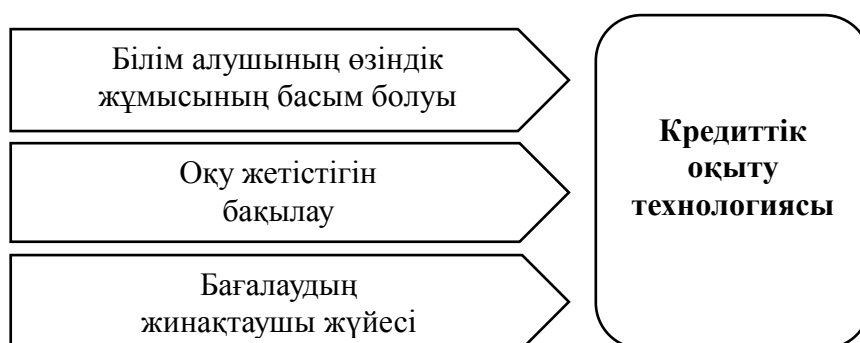 Білім алушының өзіндік
жұмысының басым болуы
Оқу жетістігін
бақылау
Бағалаудың
жинақтаушы жүйесі
Кредиттік
оқыту
технологиясы